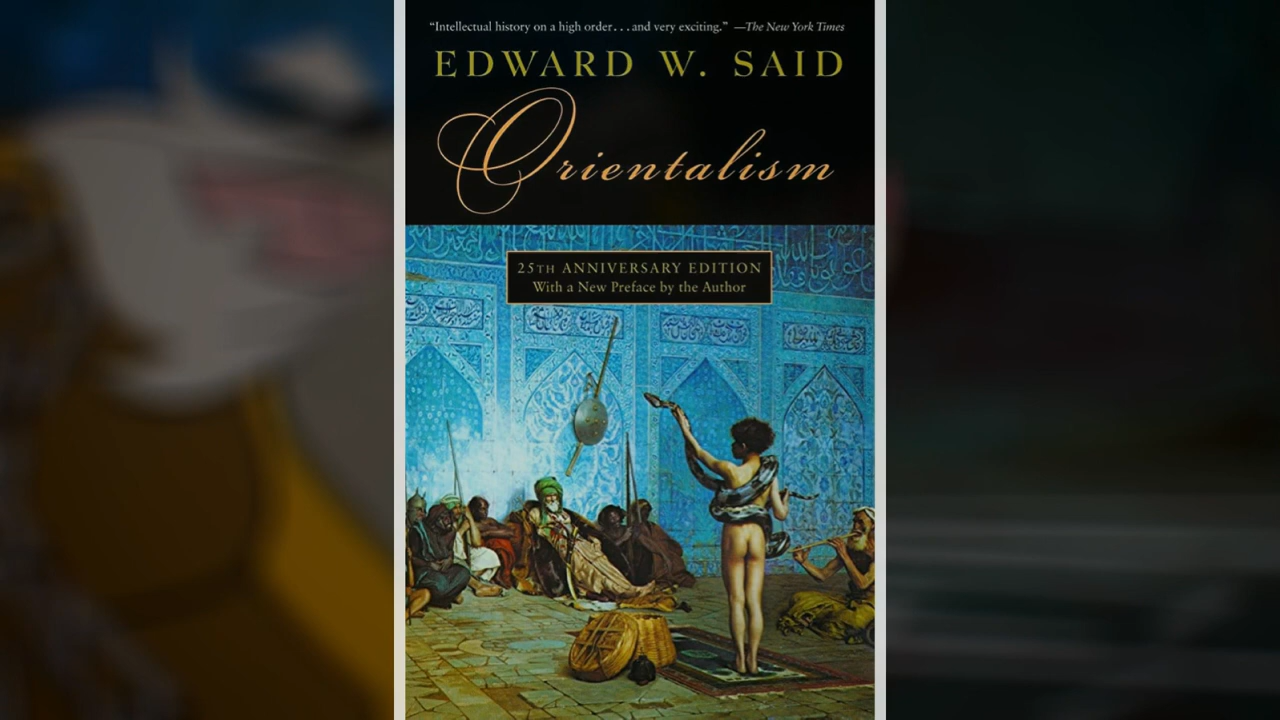 “Intellectual history on a high order...and very exciting.” —The New York Times
EDWARD W. SAID
Orientalism
25TH ANNIVERSARY EDITION
With a New Preface by the Author